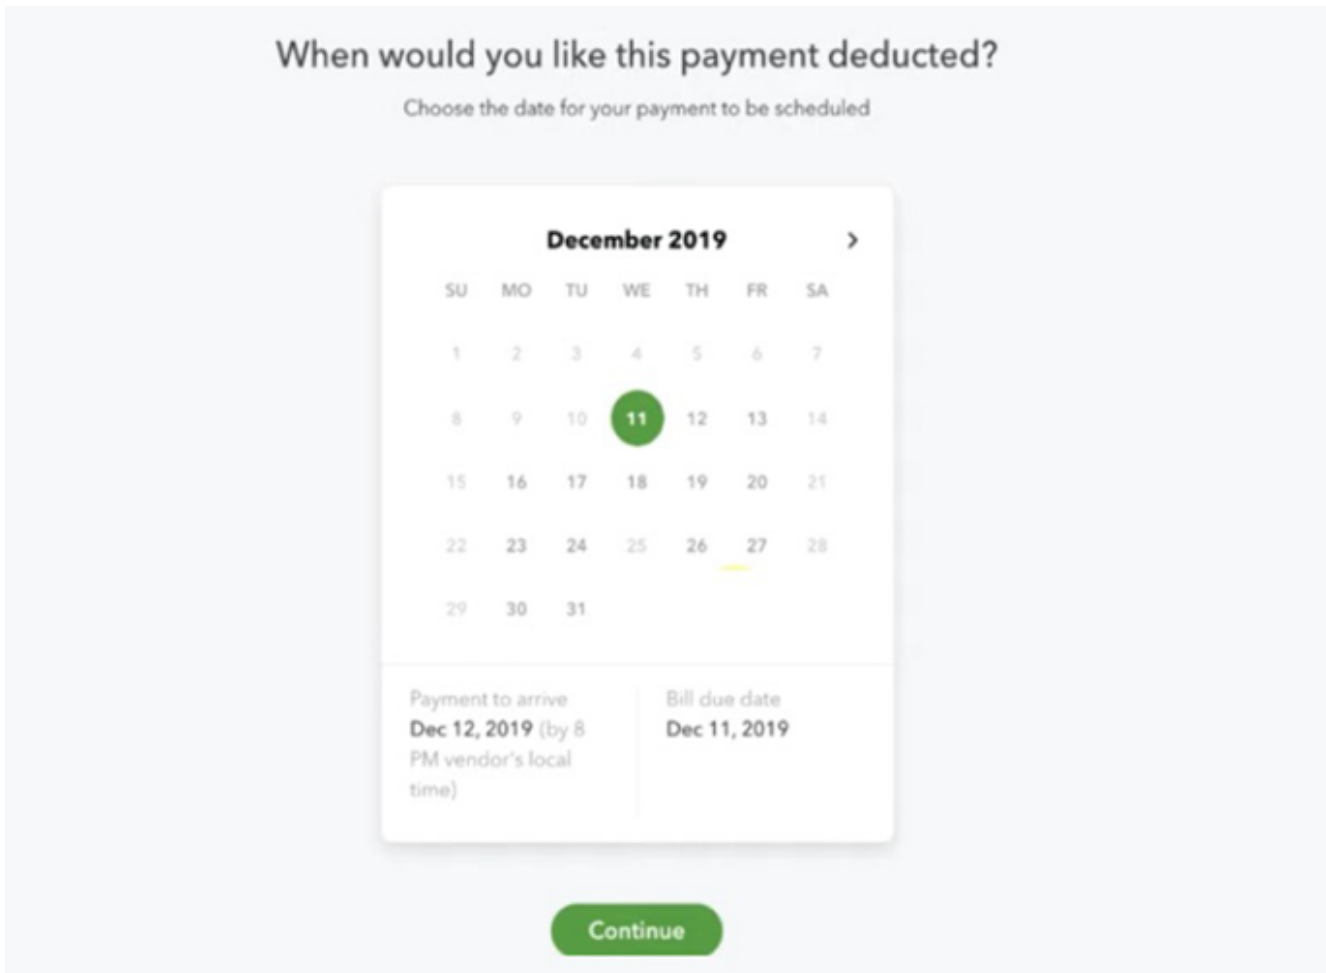 When would you like this payment deducted?
Choose the date for your payment to be scheduled
December 2019 >
SU MO TU WE TH FR SA
1 2 3 4 5 6 7
8 9 10 11 12 13 14
15 16 17 18 19 20 21
22 23 24 25 26 27 28
29 30 31
Payment to arrive
Dec 12, 2019 (by 8
PM vendor's local
time)
Bill due date
Dec 11, 2019
Continue